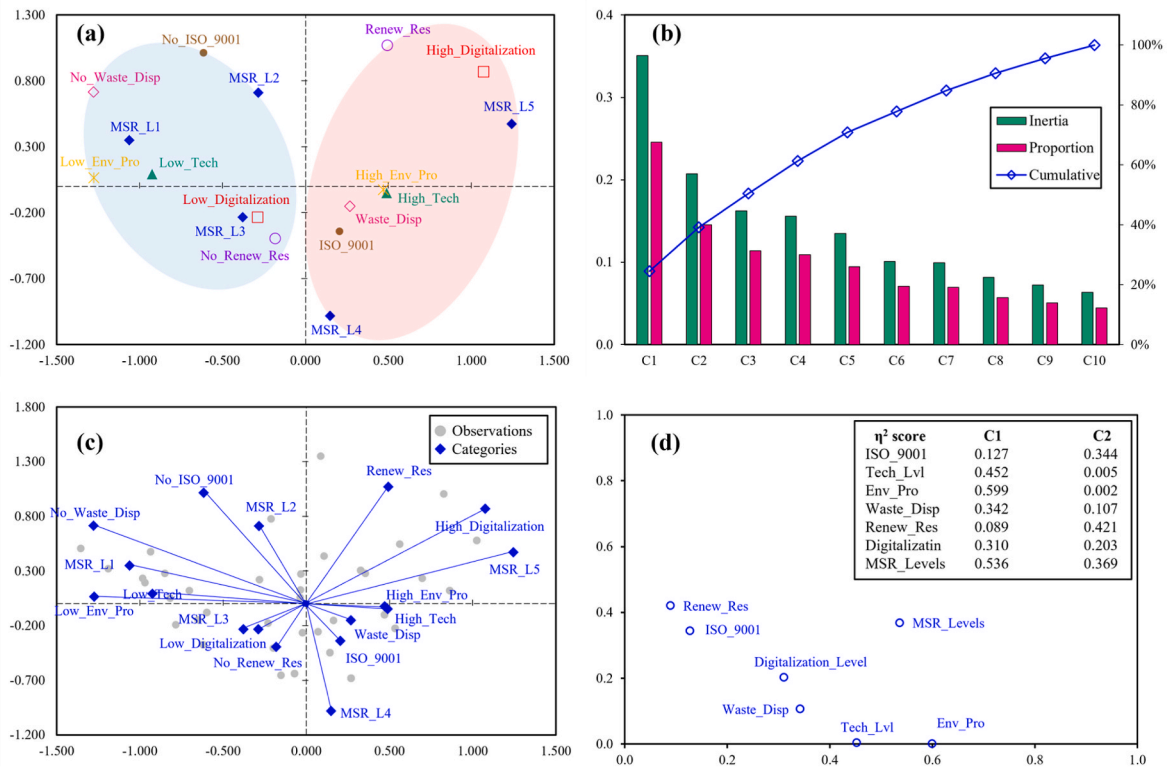 (a)
1.300
0.800
0.300
-0.200
-0.700
-1.200
-1.500
-1.000
-0.500
0.000
0.500
1.000
1.500
No_ISO_9001
Renew_Res
High_Digitalization
No_Waste_Disp
MSR_L2
MSR_L5
MSR_L1
Low_Env_Pro
Low_Tech
High_Env_Pro
Low_Digitalization
High_Tech
MSR_L3
Waste_Disp
No_Renew_Res
ISO_9001
MSR_L4
(b)
0.4
0.3
0.2
0.1
0.0
100%
80%
60%
40%
20%
0%
Inertia
Proportion
Cumulative
C1
C2
C3
C4
C5
C6
C7
C8
C9
C10
(c)
1.800
1.300
0.800
0.300
-0.200
-0.700
-1.200
-1.500
-1.000
-0.500
0.000
0.500
1.000
1.500
Observations
Categories
No_ISO_9001
Renew_Res
No_Waste_Disp
MSR_L2
High_Digitalization
MSR_L1
MSR_L5
Low_Tech
High_Env_Pro
Low_Env_Pro
MSR_L3
High_Tech
Low_Digitalization
Waste_Disp
No_Renew_Res
ISO_9001
MSR_L4
(d)
1.0
0.8
0.6
0.4
0.2
0.0
0.0
0.2
0.4
0.6
0.8
1.0
η² score C1 C2
ISO_9001 0.127 0.344
Tech_Lvl 0.452 0.005
Env_Pro 0.599 0.002
Waste_Disp 0.342 0.107
Renew_Res 0.089 0.421
Digitalizatin 0.310 0.203
MSR_Levels 0.536 0.369
Renew_Res
ISO_9001
MSR_Levels
Digitalization_Level
Waste_Disp
Tech_Lvl
Env_Pro